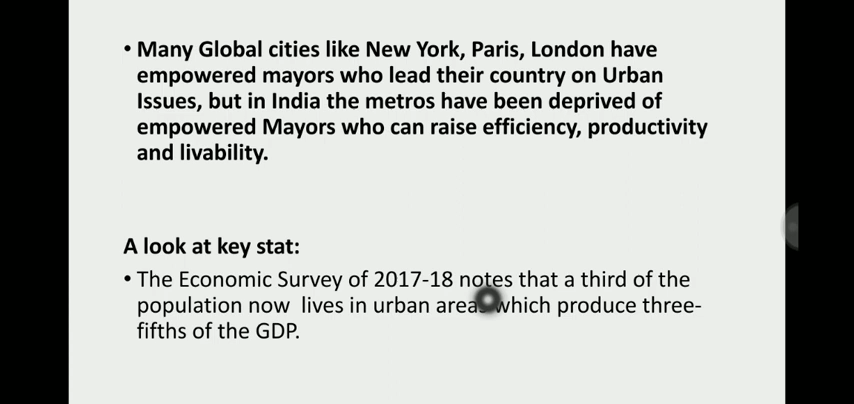 • Many Global cities like New York, Paris, London have
empowered mayors who lead their country on Urban
Issues, but in India the metros have been deprived of
empowered Mayors who can raise efficiency, productivity
and livability.
A look at key stat:
• The Economic Survey of 2017-18 notes that a third of the
population now lives in urban areas which produce three-
fifths of the GDP.